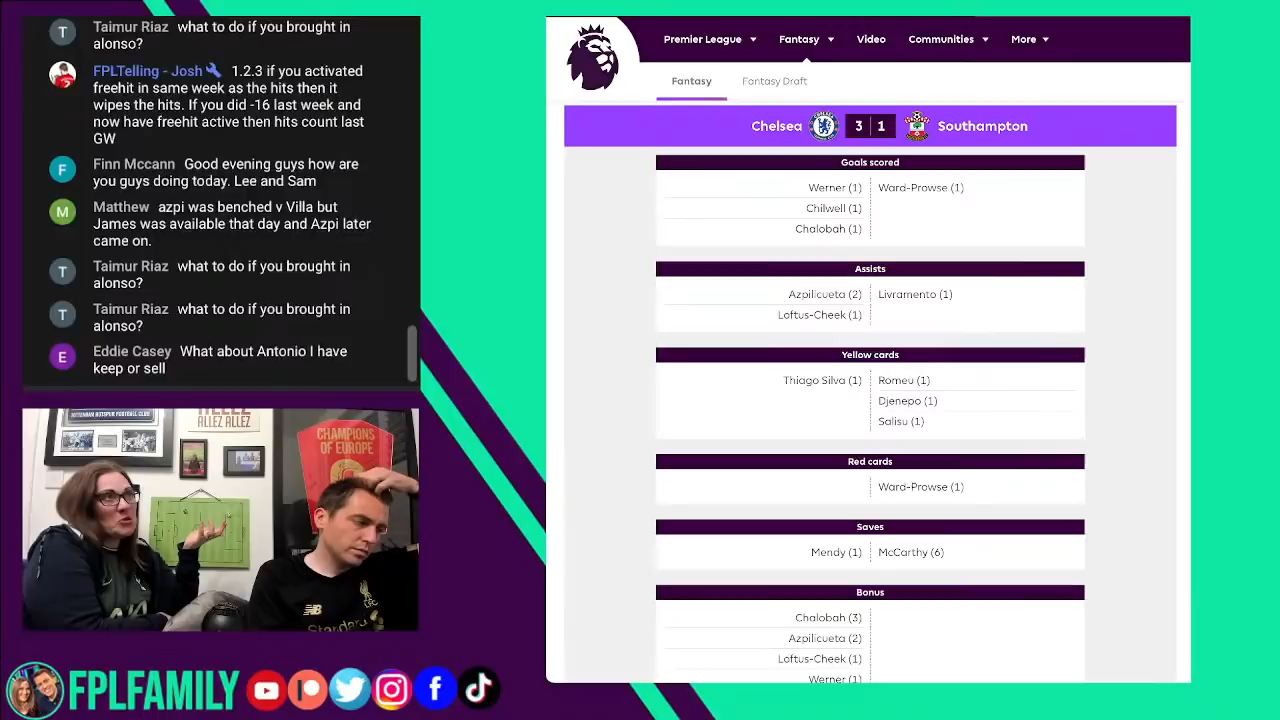 Taimur Riaz what to do if you brought in
alonso?
FPLTelling - Josh 1.2.3 if you activated
freehit in same week as the hits then it
wipes the hits. If you did -16 last week and
now have freehit active then hits count last
GW
Finn Mccann Good evening guys how are
you guys doing today. Lee and Sam
Matthew azpi was benched v Villa but
James was available that day and Azpi later
came on.
Taimur Riaz what to do if you brought in
alonso?
Taimur Riaz what to do if you brought in
alonso?
Eddie Casey What about Antonio I have
keep or sell
T
F
M
T
T
E
TOTTENHAM HOTSPUR FOOTBALL CLUB
ALLEZ ALLEZ
CHAMPIONS
OF EUROPE
NB
Standard
FPLFAMILY
Premier League
Fantasy
Video
Communities
More
Fantasy
Fantasy Draft
Chelsea 3 1 Southampton
Goals scored
Werner (1) Ward-Prowse (1)
Chilwell (1)
Chalobah (1)
Assists
Azpilicueta (2) Livramento (1)
Loftus-Cheek (1)
Yellow cards
Thiago Silva (1) Romeu (1)
Djenepo (1)
Salisu (1)
Red cards
Ward-Prowse (1)
Saves
Mendy (1) McCarthy (6)
Bonus
Chalobah (3)
Azpilicueta (2)
Loftus-Cheek (1)
Werner (1)